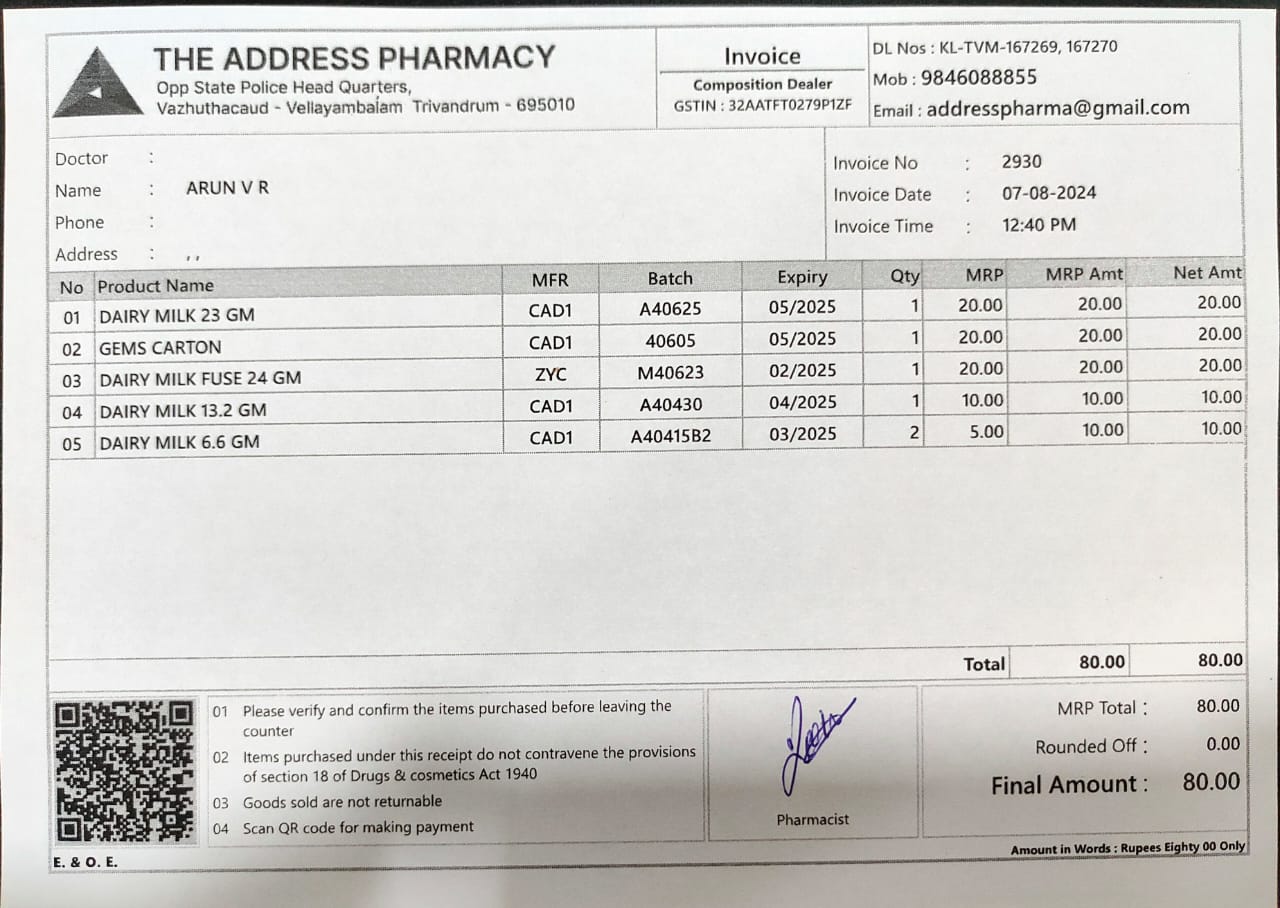 THE ADDRESS PHARMACY
Opp State Police Head Quarters,
Vazhuthacaud - Vellayambalam Trivandrum - 695010
Invoice
Composition Dealer
GSTIN : 32AATFT0279P1ZF
DL Nos : KL-TVM-167269, 167270
Mob : 9846088855
Email : addresspharma@gmail.com
Doctor :
Name : ARUN V R
Phone :
Address : , ,
Invoice No : 2930
Invoice Date : 07-08-2024
Invoice Time : 12:40 PM
No Product Name MFR Batch Expiry Qty MRP MRP Amt Net Amt
01 DAIRY MILK 23 GM CAD1 A40625 05/2025 1 20.00 20.00 20.00
02 GEMS CARTON CAD1 40605 05/2025 1 20.00 20.00 20.00
03 DAIRY MILK FUSE 24 GM ZYC M40623 02/2025 1 20.00 20.00 20.00
04 DAIRY MILK 13.2 GM CAD1 A40430 04/2025 1 10.00 10.00 10.00
05 DAIRY MILK 6.6 GM CAD1 A40415B2 03/2025 2 5.00 10.00 10.00
Total 80.00 80.00
01 Please verify and confirm the items purchased before leaving the
counter
02 Items purchased under this receipt do not contravene the provisions
of section 18 of Drugs & cosmetics Act 1940
03 Goods sold are not returnable
04 Scan QR code for making payment
Pharmacist
MRP Total : 80.00
Rounded Off : 0.00
Final Amount : 80.00
E. & O. E.
Amount in Words : Rupees Eighty 00 Only